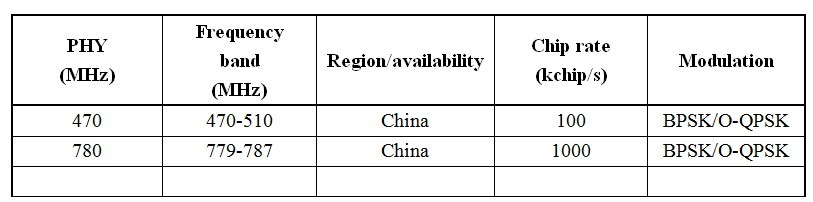 PHY (MHz) Frequency band (MHz) Region/availability Chip rate (kchip/s) Modulation
470 470-510 China 100 BPSK/O-QPSK
780 779-787 China 1000 BPSK/O-QPSK